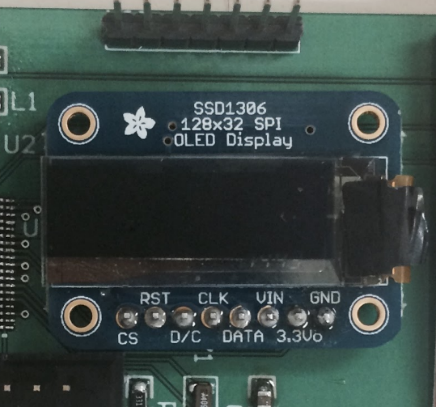 SSD1306
128x32 SPI
OLED Display
L1
U2
RST CLK VIN GND
CS D/C DATA 3.3Vo